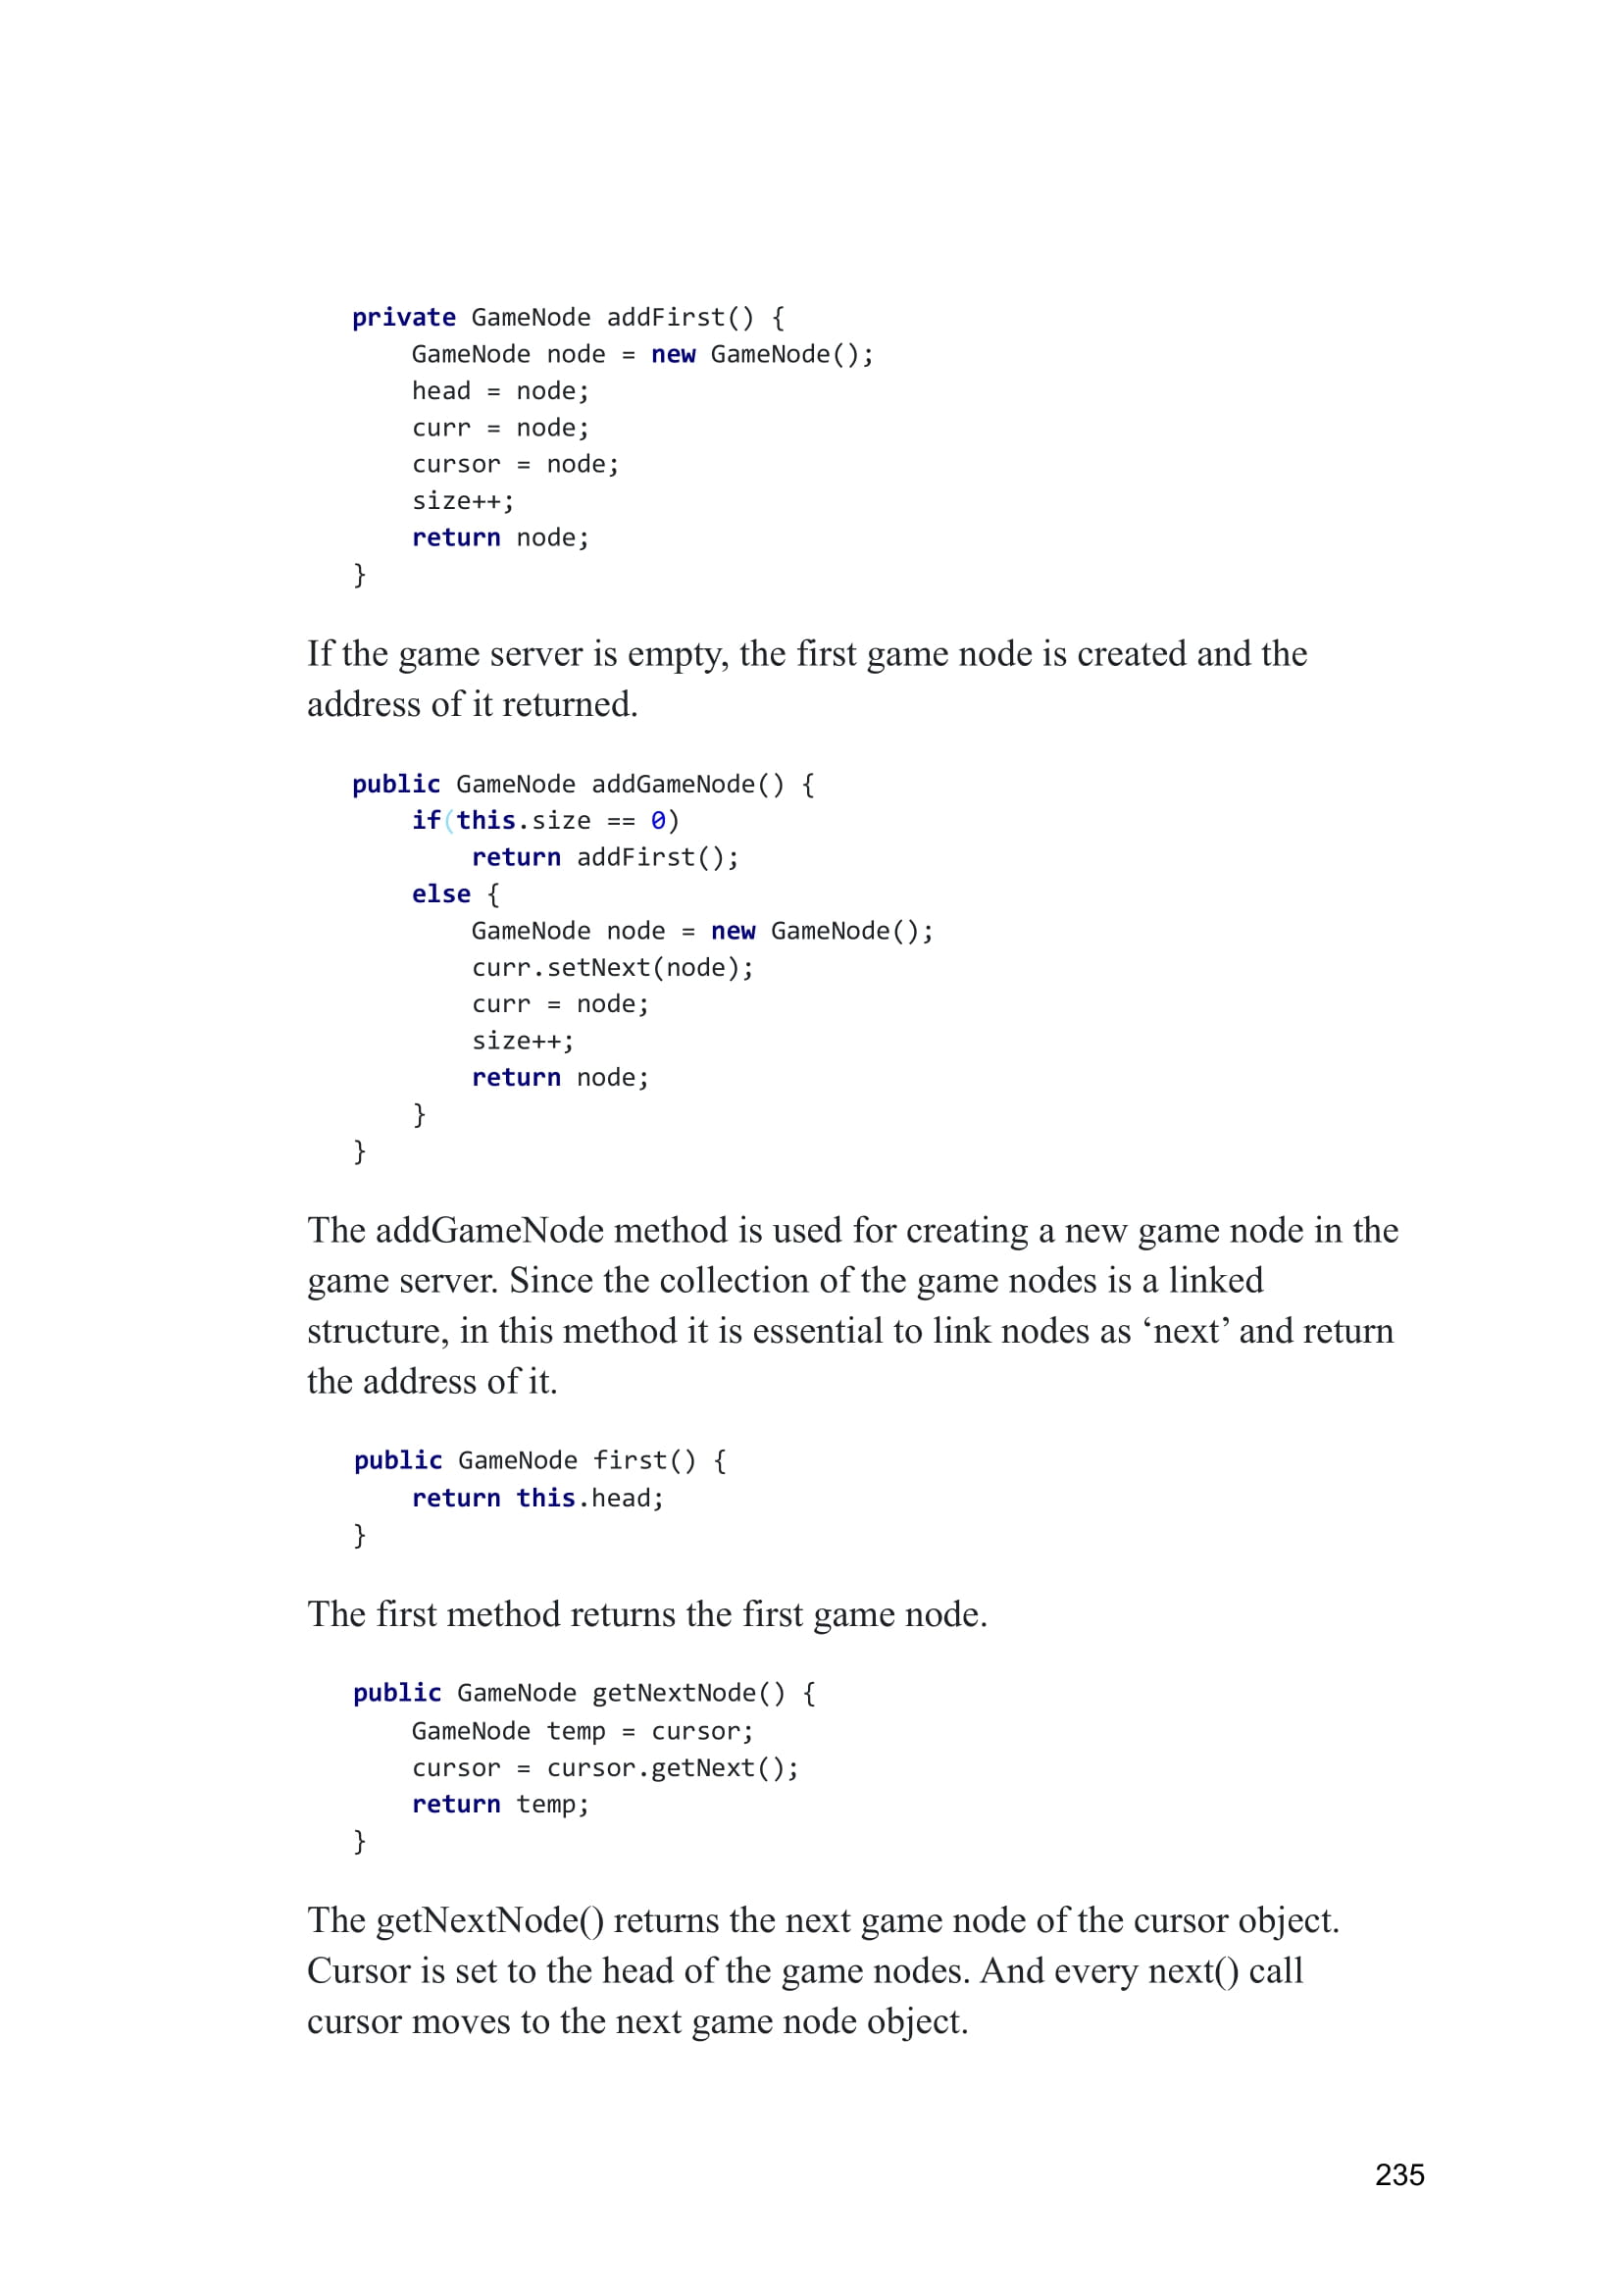 private GameNode addFirst() {
    GameNode node = new GameNode();
    head = node;
    curr = node;
    cursor = node;
    size++;
    return node;
}
If the game server is empty, the first game node is created and the
address of it returned.
public GameNode addGameNode() {
    if(this.size == 0)
        return addFirst();
    else {
        GameNode node = new GameNode();
        curr.setNext(node);
        curr = node;
        size++;
        return node;
    }
}
The addGameNode method is used for creating a new game node in the
game server. Since the collection of the game nodes is a linked
structure, in this method it is essential to link nodes as ‘next’ and return
the address of it.
public GameNode first() {
    return this.head;
}
The first method returns the first game node.
public GameNode getNextNode() {
    GameNode temp = cursor;
    cursor = cursor.getNext();
    return temp;
}
The getNextNode() returns the next game node of the cursor object.
Cursor is set to the head of the game nodes. And every next() call
cursor moves to the next game node object.
235